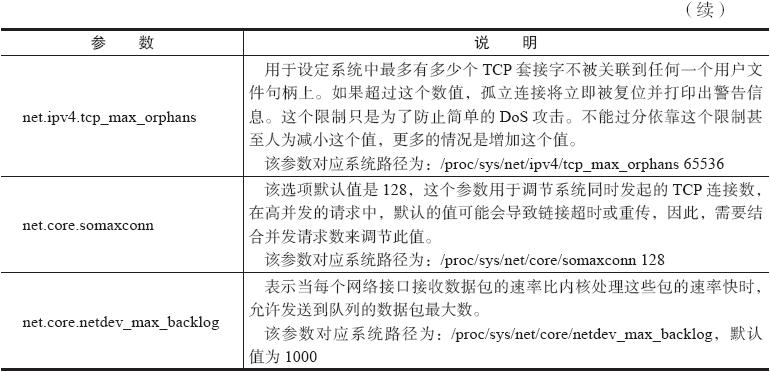 （续）
参 数 说 明
net.ipv4.tcp_max_orphans
用于设定系统中最多有多少个 TCP 套接字不被关联到任何一个用户文
件句柄上。如果超过这个数值，孤立连接将立即被复位并打印出警告信
息。这个限制只是为了防止简单的 DoS 攻击。不能过分依靠这个限制甚
至人为减小这个值，更多的情况是增加这个值。
该参数对应系统路径为：/proc/sys/net/ipv4/tcp_max_orphans 65536
net.core.somaxconn
该选项默认值是 128，这个参数用于调节系统同时发起的 TCP 连接数，
在高并发的请求中，默认的值可能会导致链接超时或重传，因此，需要结
合并发请求数来调节此值。
该参数对应系统路径为：/proc/sys/net/core/somaxconn 128
net.core.netdev_max_backlog
表示当每个网络接口接收数据包的速率比内核处理这些包的速率快时，
允许发送到队列的数据包最大数。
该参数对应系统路径为：/proc/sys/net/core/netdev_max_backlog，默认
值为 1000